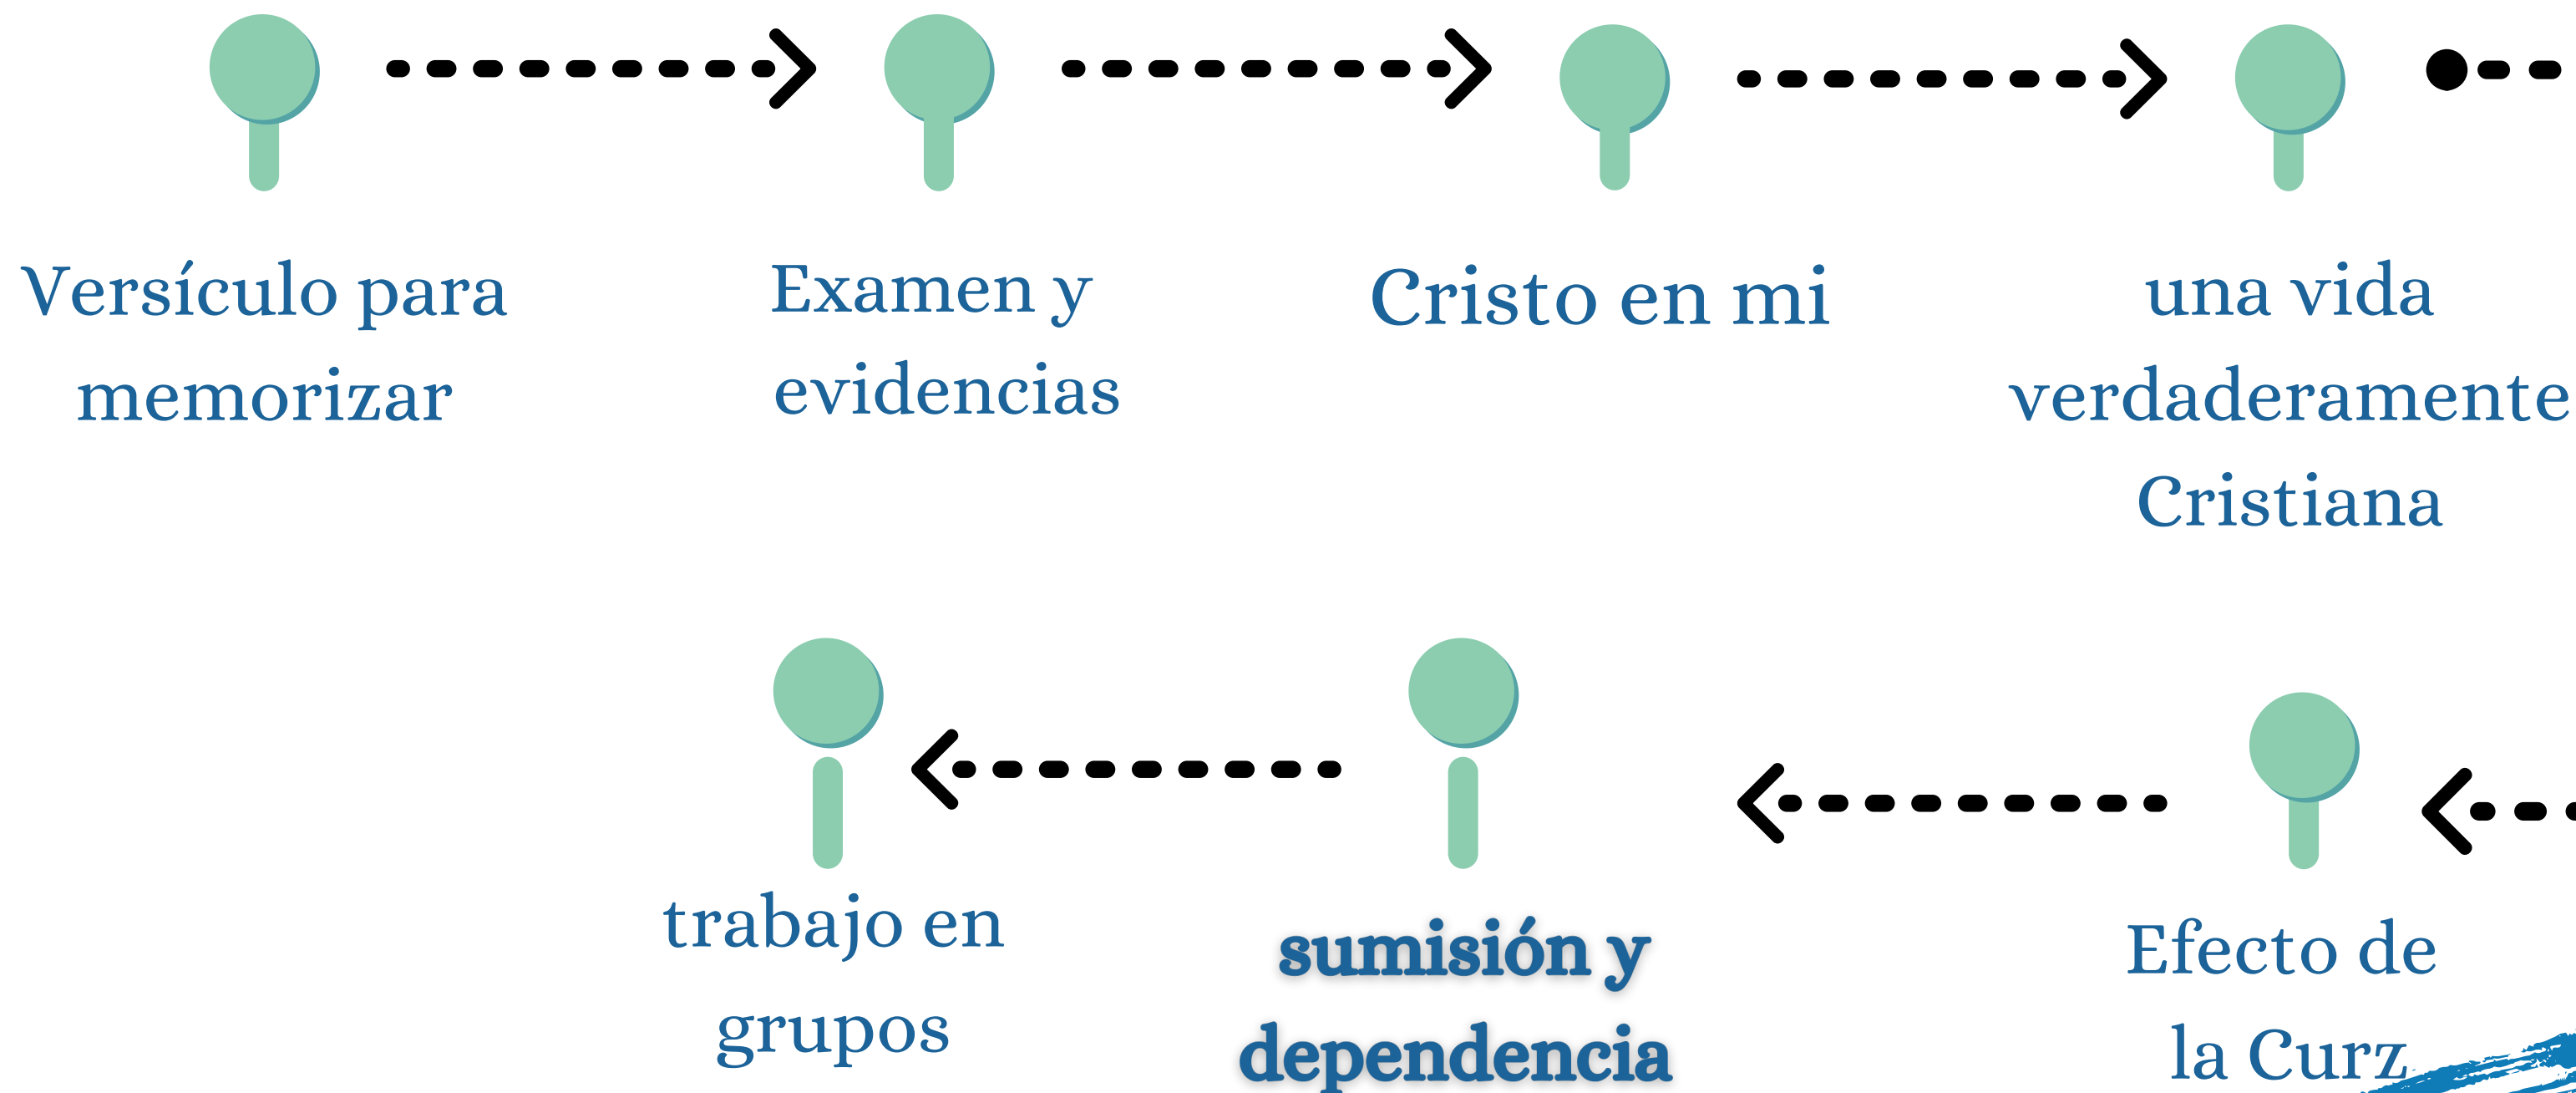 Versículo para
memorizar
Examen y
evidencias
Cristo en mi
una vida
verdaderamente
Cristiana
trabajo en
grupos
sumisión y
dependencia
Efecto de
la Curz